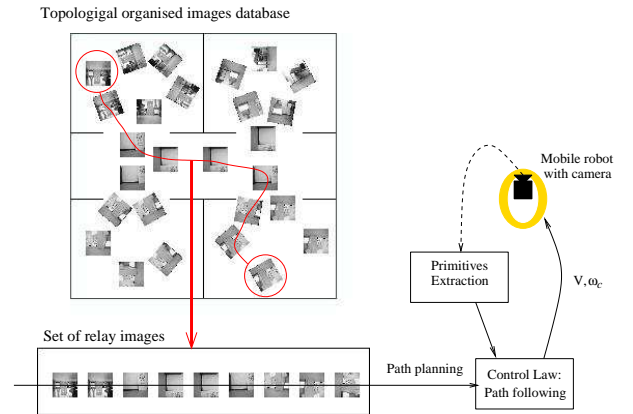 Topologigal organised images database
Mobile robot
with camera
Primitives
Extraction
V, ωc
Set of relay images
Path planning
Control Law:
Path following